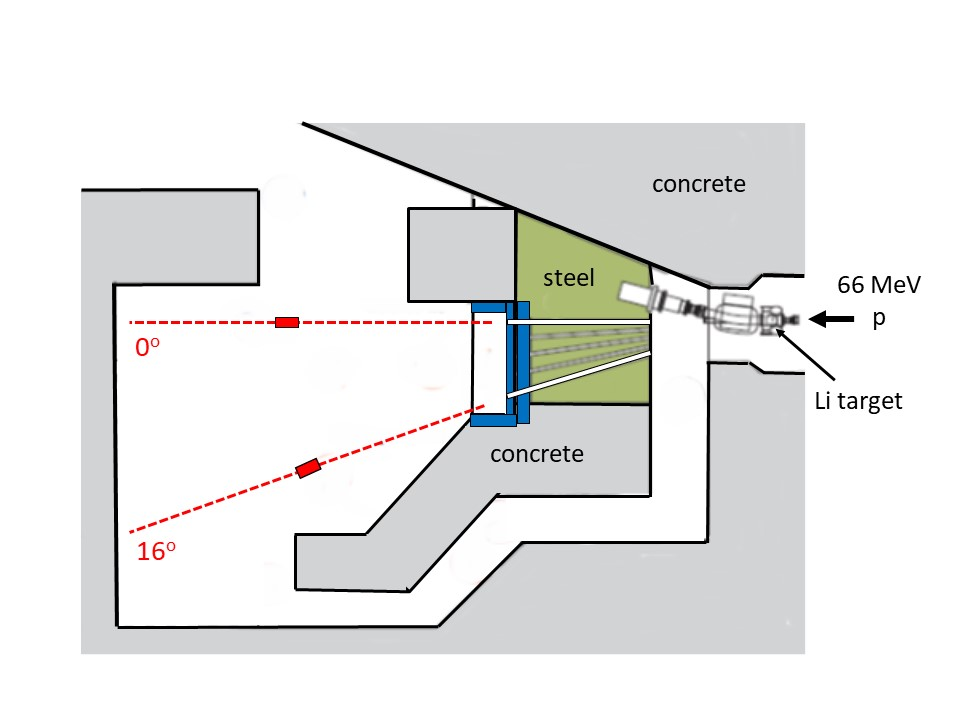 concrete
steel
66 MeV
p
0°
Li target
concrete
16°